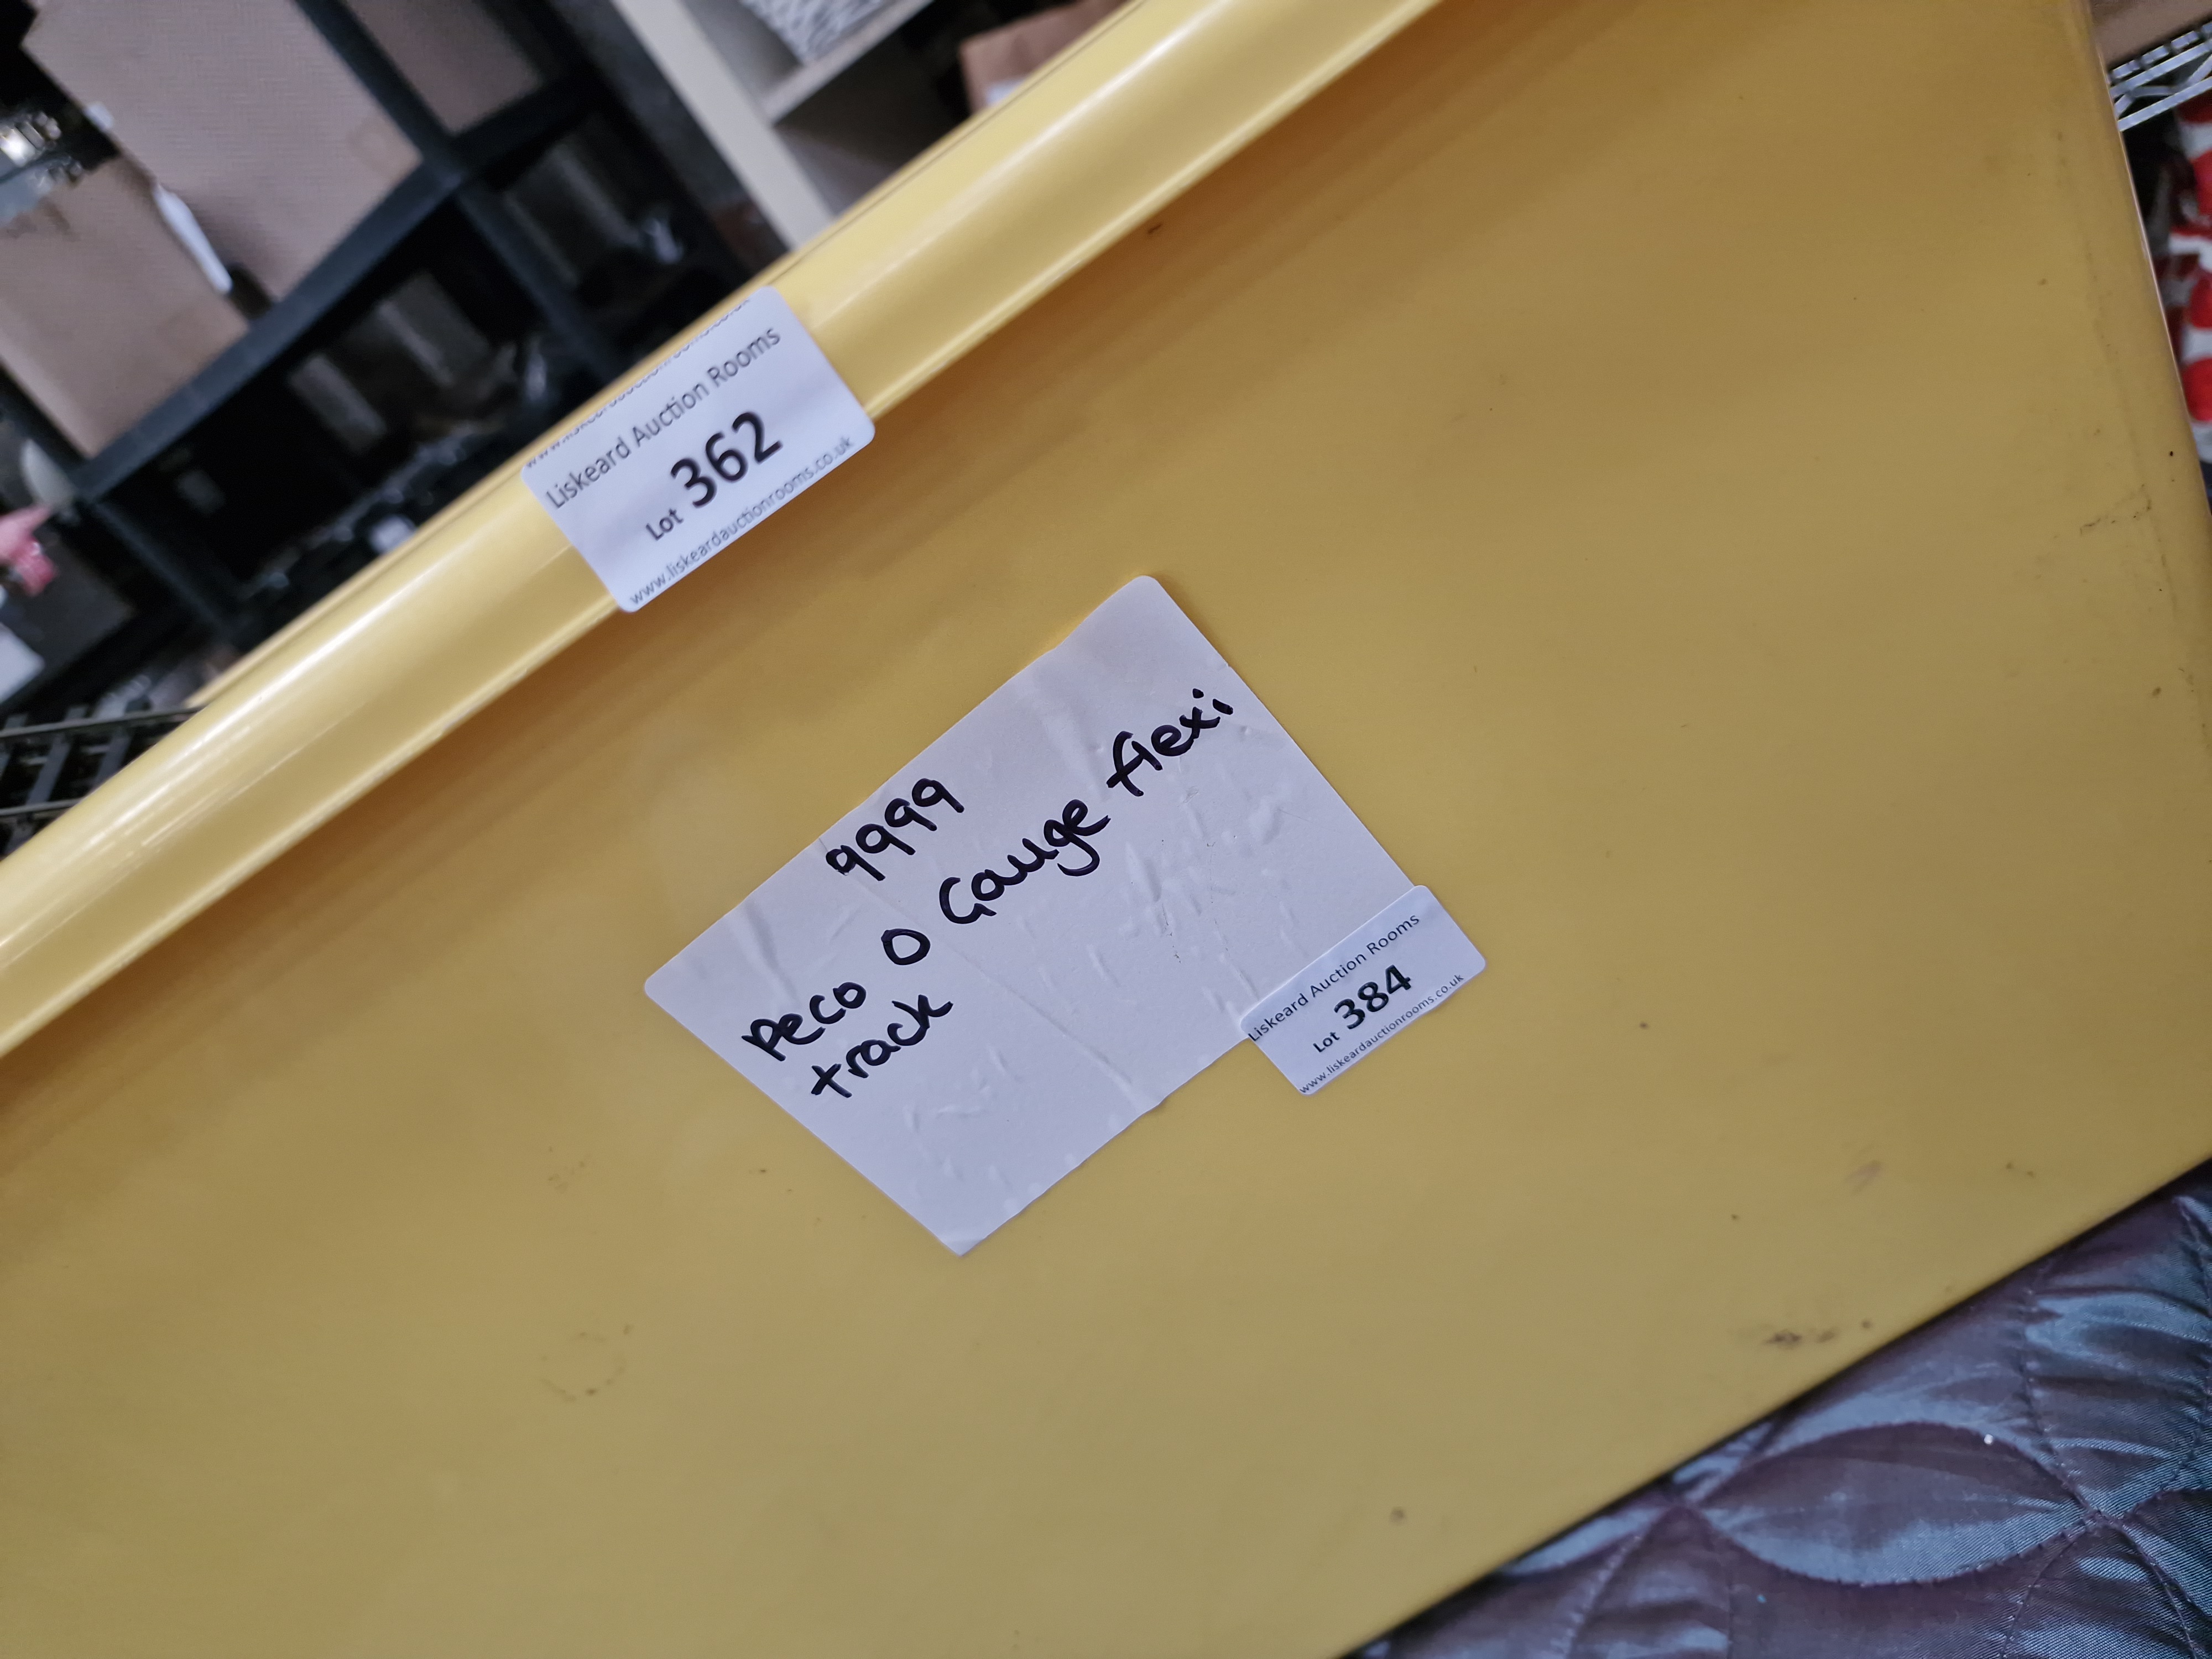 Liskeard Auction Rooms
Lot 362
www.liskeardauctionrooms.co.uk
9999
Peco O Gauge flexi
track
Liskeard Auction Rooms
Lot 384
www.liskeardauctionrooms.co.uk